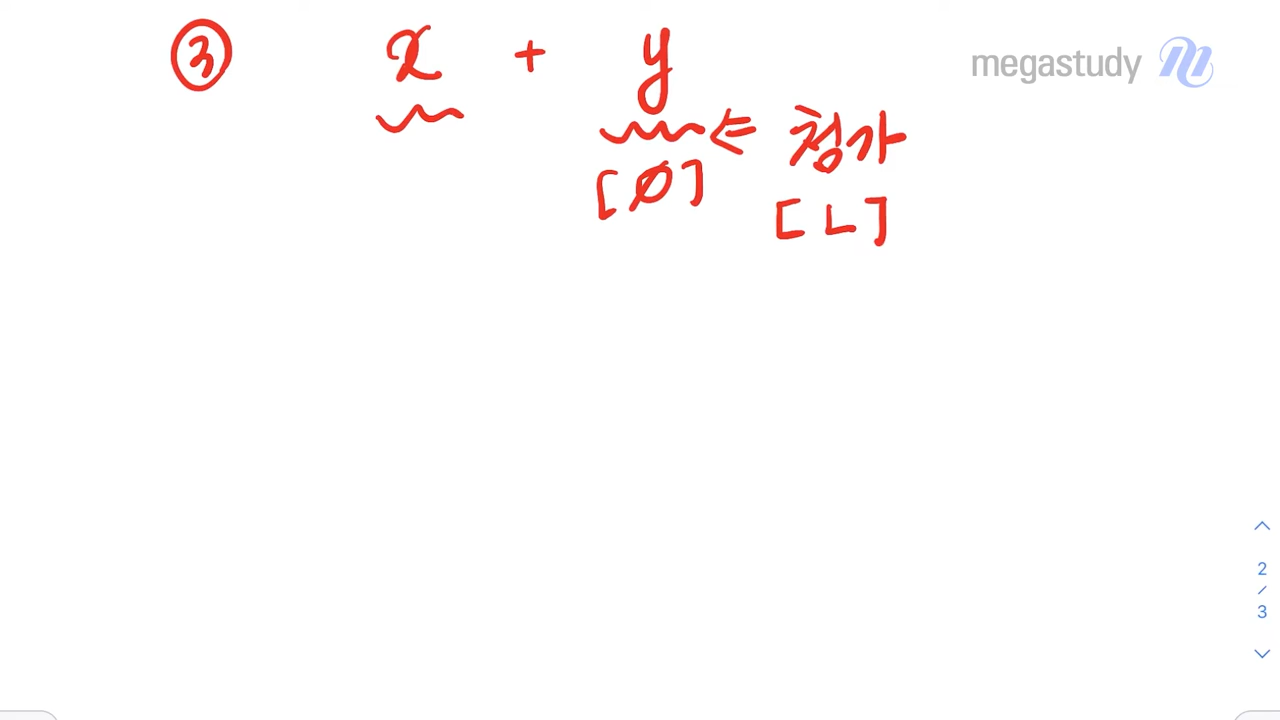 ③ x + y
megastudy
⇐ 첨가
[∅] [ㄴ]
2
/
3